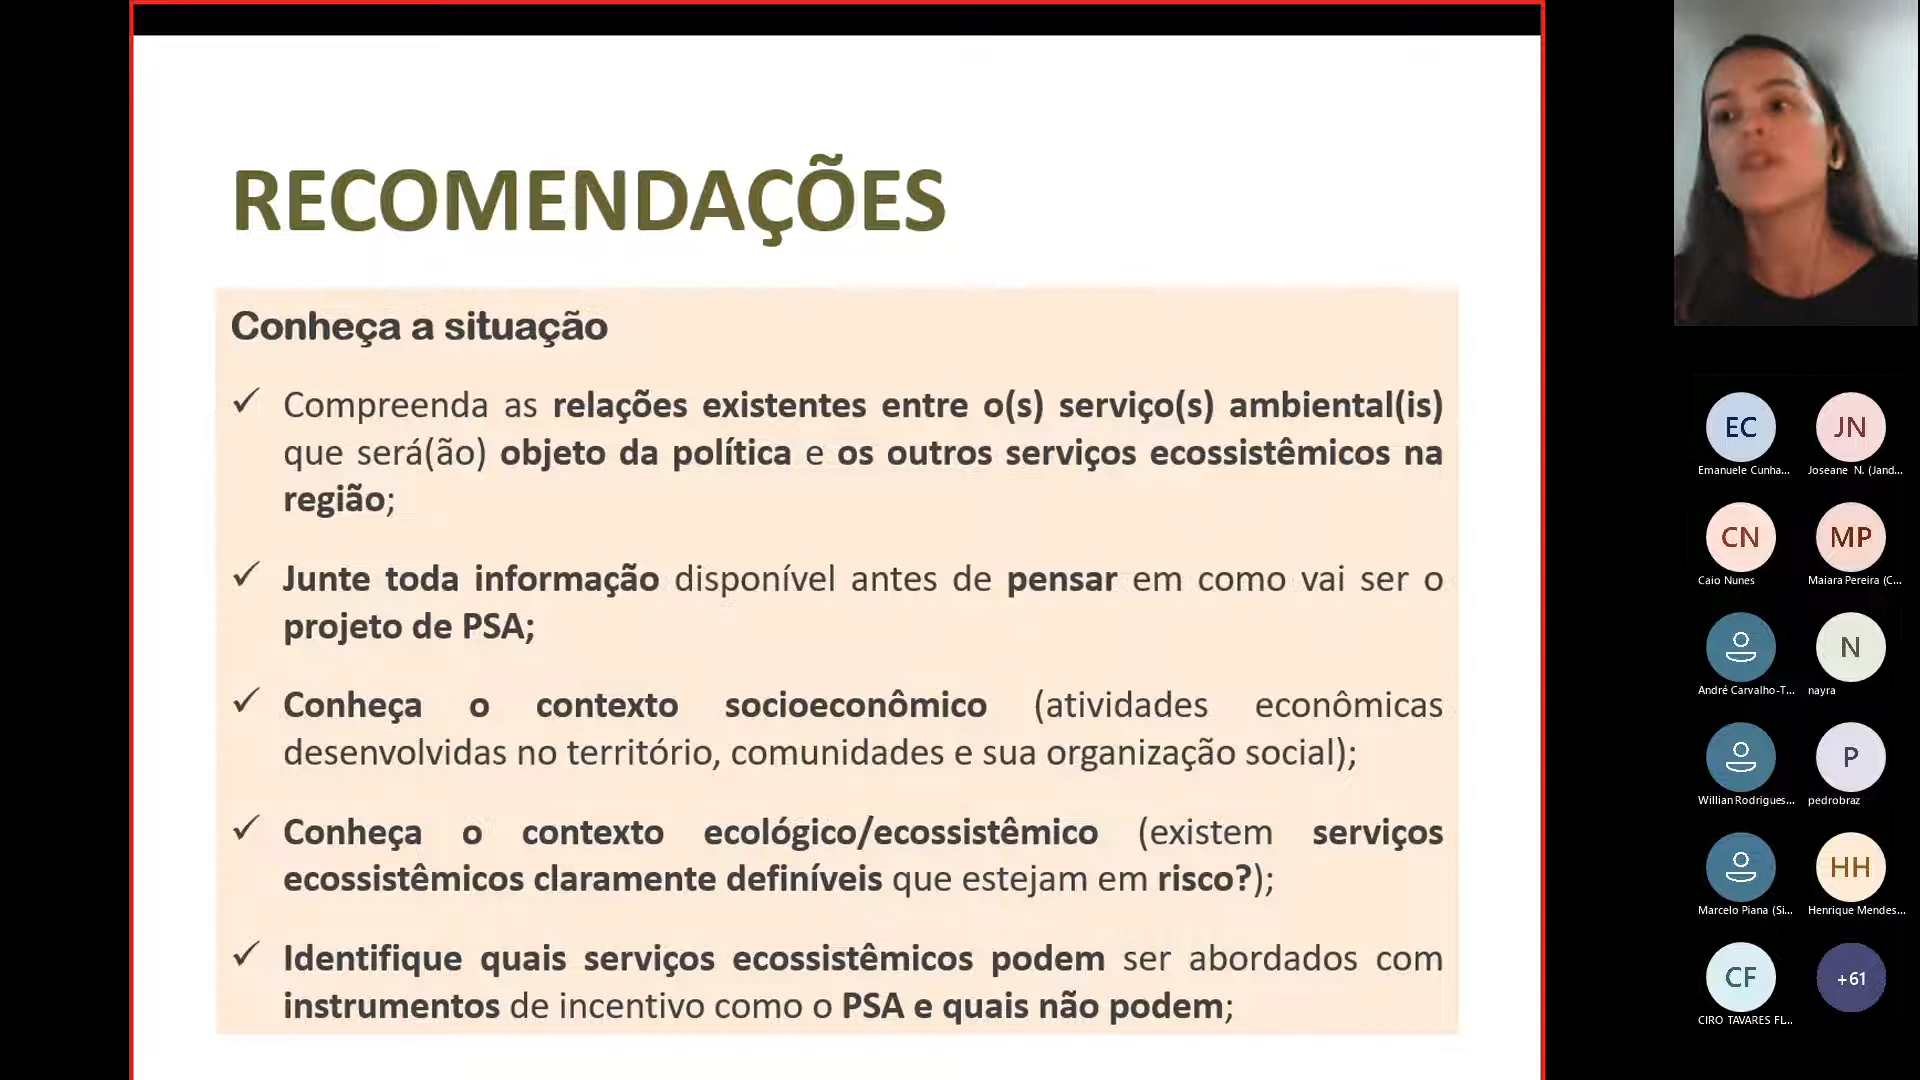 RECOMENDAÇÕES
Conheça a situação
✓ Compreenda as relações existentes entre o(s) serviço(s) ambiental(is)
que será(ão) objeto da política e os outros serviços ecossistêmicos na
região;
✓ Junte toda informação disponível antes de pensar em como vai ser o
projeto de PSA;
✓ Conheça o contexto socioeconômico (atividades econômicas
desenvolvidas no território, comunidades e sua organização social);
✓ Conheça o contexto ecológico/ecossistêmico (existem serviços
ecossistêmicos claramente definíveis que estejam em risco?);
✓ Identifique quais serviços ecossistêmicos podem ser abordados com
instrumentos de incentivo como o PSA e quais não podem;
EC JN
Emanuele Cunha... Joseane N. (Jand...
CN MP
Caio Nunes Maiara Pereira (C...
N
André Carvalho-T... nayra
P
Willian Rodrigues... pedrobraz
HH
Marcelo Piana (Si... Henrique Mendes...
CF +61
CIRO TAVARES FL...